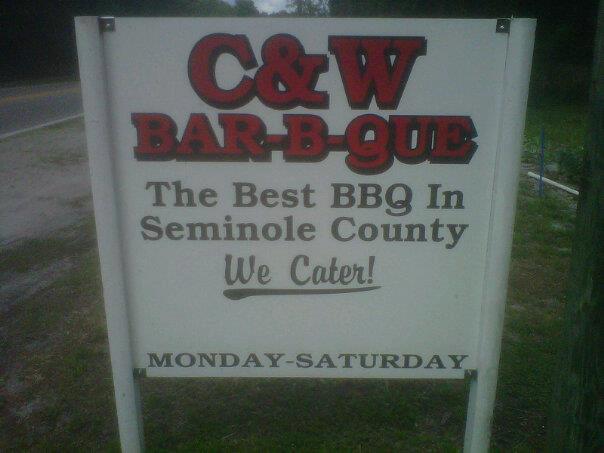 C&W
BAR-B-QUE
The Best BBQ In
Seminole County
We Cater!
MONDAY-SATURDAY